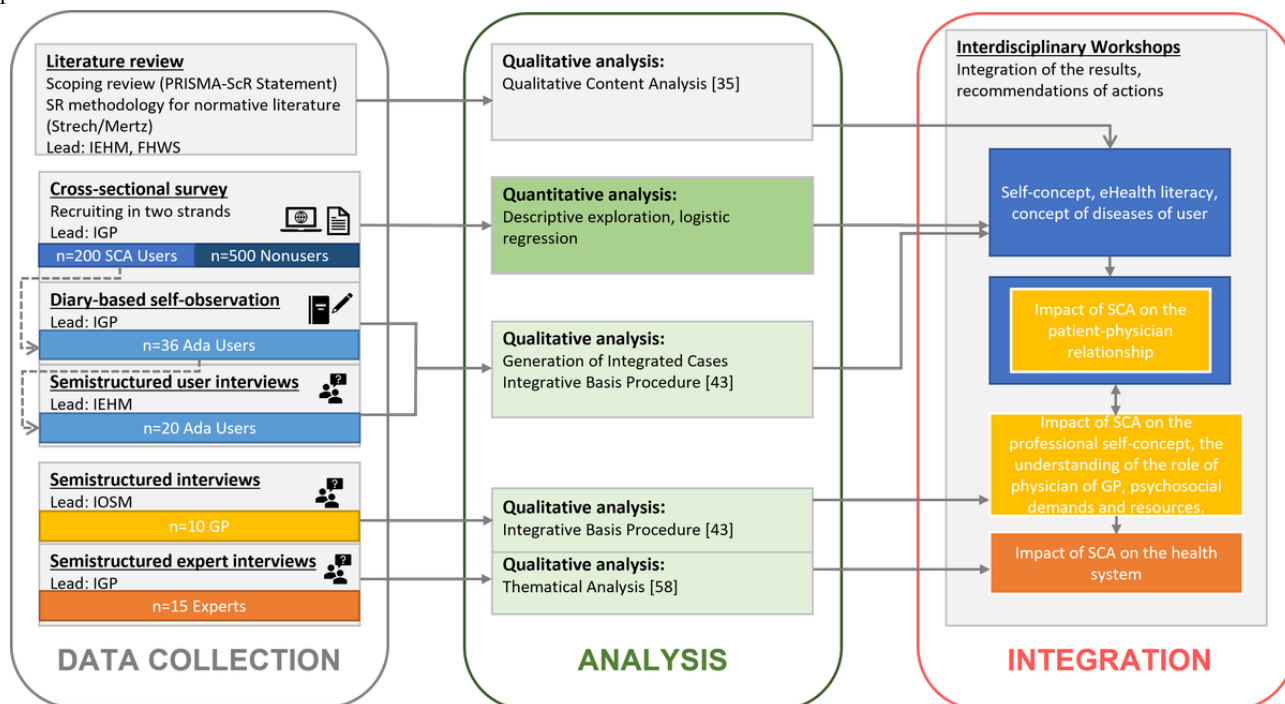 Literature review
Scoping review (PRISMA-ScR Statement)
SR methodology for normative literature
(Strech/Mertz)
Lead: IEHM, FHWS
Cross-sectional survey
Recruiting in two strands
Lead: IGP
n=200 SCA Users
n=500 Nonusers
Diary-based self-observation
Lead: IGP
n=36 Ada Users
Semistructured user interviews
Lead: IEHM
n=20 Ada Users
Semistructured interviews
Lead: IOSM
n=10 GP
Semistructured expert interviews
Lead: IGP
n=15 Experts
DATA COLLECTION
Qualitative analysis:
Qualitative Content Analysis [35]
Quantitative analysis:
Descriptive exploration, logistic
regression
Qualitative analysis:
Generation of Integrated Cases
Integrative Basis Procedure [43]
Qualitative analysis:
Integrative Basis Procedure [43]
Qualitative analysis:
Thematical Analysis [58]
ANALYSIS
Interdisciplinary Workshops
Integration of the results,
recommendations of actions
Self-concept, eHealth literacy,
concept of diseases of user
Impact of SCA on the
patient-physician
relationship
Impact of SCA on the
professional self-concept, the
understanding of the role of
physician of GP, psychosocial
demands and resources.
Impact of SCA on the health
system
INTEGRATION